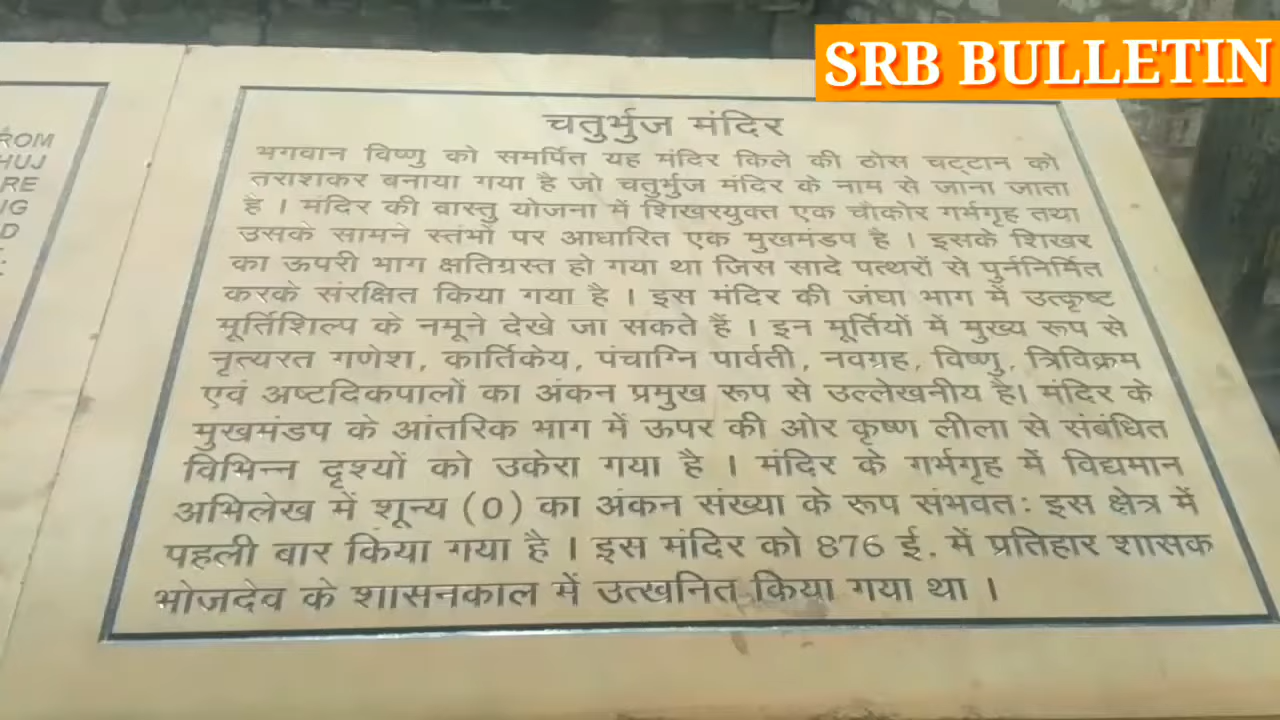 SRB BULLETIN
ROM
HUJ
RE
IG
D
चतुर्भुज मंदिर
भगवान विष्णु को समर्पित यह मंदिर किले की ठोस चट्टान को
तराशकर बनाया गया है जो चतुर्भुज मंदिर के नाम से जाना जाता
है । मंदिर की वास्तु योजना में शिखरयुक्त एक चौकोर गर्भगृह तथा
उसके सामने स्तंभों पर आधारित एक मुखमंडप है । इसके शिखर
का ऊपरी भाग क्षतिग्रस्त हो गया था जिस सादे पत्थरों से पुर्ननिर्मित
करके संरक्षित किया गया है । इस मंदिर की जंघा भाग में उत्कृष्ट
मूर्तिशिल्प के नमूने देखे जा सकते हैं । इन मूर्तियों में मुख्य रूप से
नृत्यरत गणेश, कार्तिकेय, पंचाग्नि पार्वती, नवग्रह, विष्णु, त्रिविक्रम
एवं अष्टदिकपालों का अंकन प्रमुख रूप से उल्लेखनीय है। मंदिर के
मुखमंडप के आंतरिक भाग में ऊपर की ओर कृष्ण लीला से संबंधित
विभिन्न दृश्यों को उकेरा गया है । मंदिर के गर्भगृह में विद्यमान
अभिलेख में शून्य (0) का अंकन संख्या के रूप संभवतः इस क्षेत्र में
पहली बार किया गया है । इस मंदिर को 876 ई. में प्रतिहार शासक
भोजदेव के शासनकाल में उत्खनित किया गया था ।